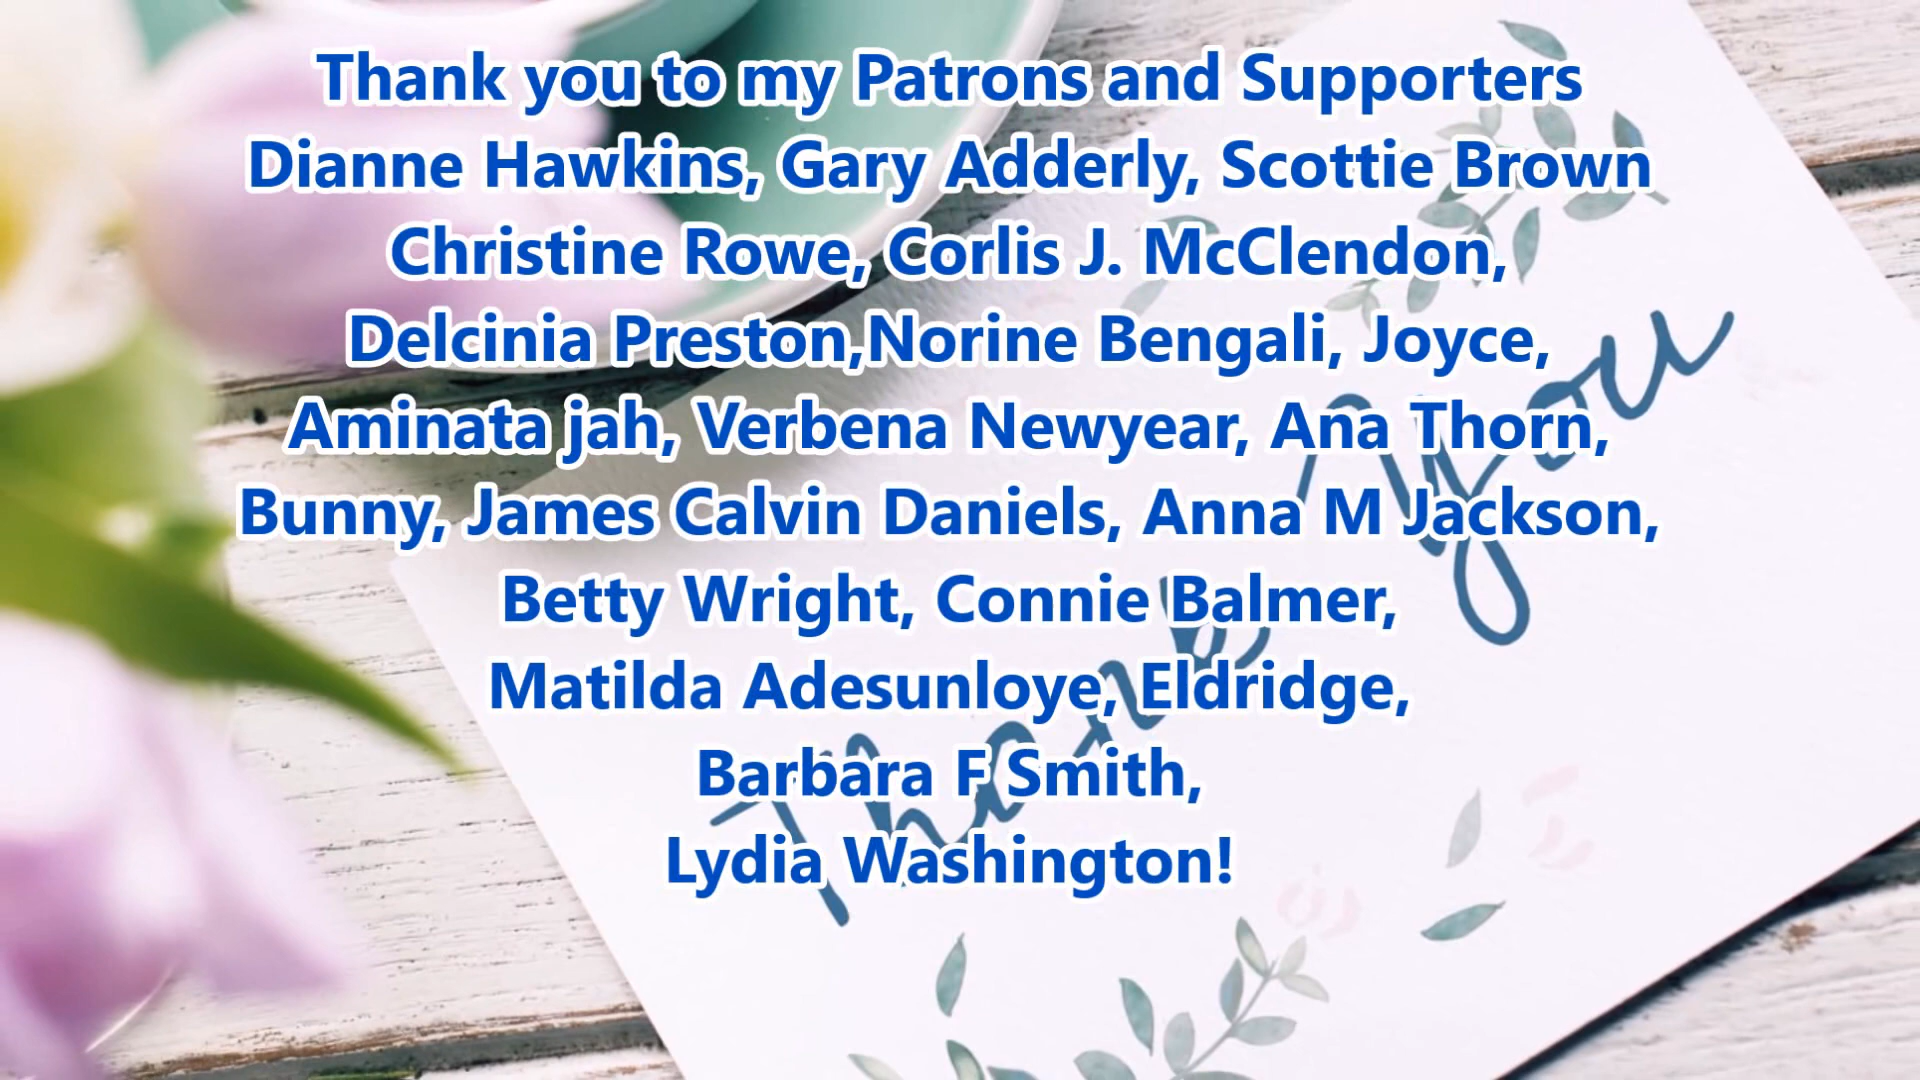 Thank you to my Patrons and Supporters
Dianne Hawkins, Gary Adderly, Scottie Brown
Christine Rowe, Corlis J. McClendon,
Delcinia Preston,Norine Bengali, Joyce,
Aminata jah, Verbena Newyear, Ana Thorn,
Bunny, James Calvin Daniels, Anna M Jackson,
Betty Wright, Connie Balmer,
Matilda Adesunloye, Eldridge,
Barbara F Smith,
Lydia Washington!
Thank you